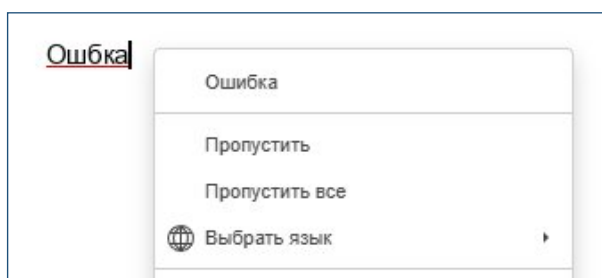 Ошбка
Ошибка
Пропустить
Пропустить все
Выбрать язык